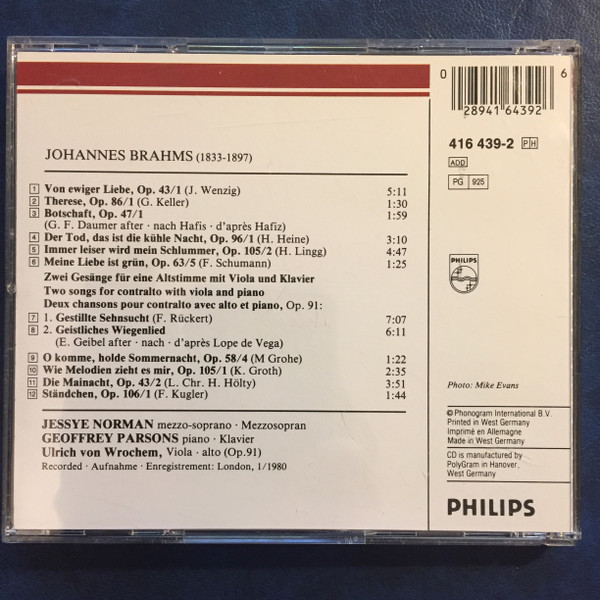 JOHANNES BRAHMS (1833-1897)
1 Von ewiger Liebe, Op. 43/1 (J. Wenzig) 5:11
2 Therese, Op. 86/1 (G. Keller) 1:30
3 Botschaft, Op. 47/1 1:59
(G. F. Daumer after · nach Hafis · d'après Hafiz)
4 Der Tod, das ist die kühle Nacht, Op. 96/1 (H. Heine) 3:10
5 Immer leiser wird mein Schlummer, Op. 105/2 (H. Lingg) 4:47
6 Meine Liebe ist grün, Op. 63/5 (F. Schumann) 1:25
Zwei Gesänge für eine Altstimme mit Viola und Klavier
Two songs for contralto with viola and piano
Deux chansons pour contralto avec alto et piano, Op. 91:
7 1. Gestillte Sehnsucht (F. Rückert) 7:07
8 2. Geistliches Wiegenlied 6:11
(E. Geibel after · nach · d'après Lope de Vega)
9 O komme, holde Sommernacht, Op. 58/4 (M Grohe) 1:22
10 Wie Melodien zieht es mir, Op. 105/1 (K. Groth) 2:35
11 Die Mainacht, Op. 43/2 (L. Chr. H. Hölty) 3:51
12 Ständchen, Op. 106/1 (F. Kugler) 1:44
JESSYE NORMAN mezzo-soprano · Mezzosopran
GEOFFREY PARSONS piano · Klavier
Ulrich von Wrochem, Viola · alto (Op.91)
Recorded · Aufnahme · Enregistrement: London, 1/1980
0 28941 64392 6
416 439-2 PH
ADD
PG 925
PHILIPS
Photo: Mike Evans
℗ Phonogram International B.V.
Printed in West Germany
Imprimé en Allemagne
Made in West Germany
CD is manufactured by
PolyGram in Hanover,
West Germany
PHILIPS